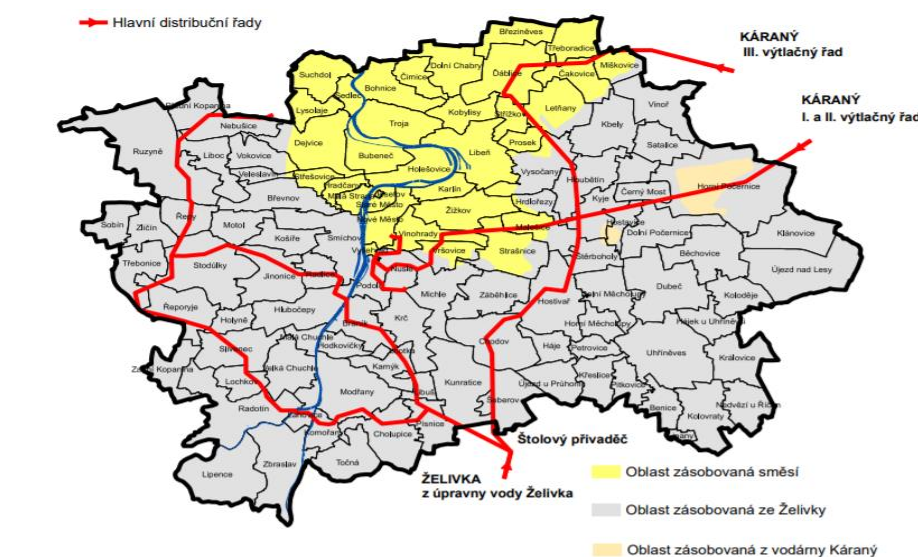 Hlavní distribuční řady
KÁRANÝ
III. výtlačný řad
KÁRANÝ
I. a II. výtlačný řad
Březiněves
Třeboradice
Miškovice
Čakovice
Ďáblice
Dolní Chabry
Čimice
Bohnice
Suchdol
Sedlec
Lysolaje
Letňany
Kobylisy
Střížkov
Troja
Vinoř
Kbely
Nebušice
Dejvice
Prosek
Satalice
Ruzyně
Liboc
Vokovice
Bubeneč
Libeň
Vysočany
Hloubětín
Holešovice
Veleslavín
Střešovice
Hradčany
Horní Počernice
Břevnov
Malá Strana
Staré Město
Karlín
Kyje
Černý Most
Hrdlořezy
Žižkov
Nové Město
Hostavice
Dolní Počernice
Klánovice
Malešice
Sobín
Zličín
Řepy
Motol
Košíře
Smíchov
Vinohrady
Vršovice
Strašnice
Štěrboholy
Běchovice
Újezd nad Lesy
Třebonice
Stodůlky
Jinonice
Radlice
Nusle
Podolí
Michle
Záběhlice
Hostivař
Dolní Měcholupy
Dubeč
Koloděje
Řeporyje
Hlubočepy
Holyně
Krč
Braník
Hodkovičky
Malá Chuchle
Horní Měcholupy
Hájek u Uhříněvsi
Chodov
Háje
Petrovice
Uhříněves
Královice
Slivenec
Zadní Kopanina
Velká Chuchle
Lhotka
Kamýk
Kunratice
Křeslice
Pitkovice
Lochkov
Modřany
Libuš
Šeberov
Újezd u Průhonic
Benice
Kolovraty
Nedvězí u Říčan
Radotín
Komořany
Cholupice
Písnice
Lipence
Zbraslav
Točná
Štolový přivaděč
ŽELIVKA
z úpravny vody Želivka
Oblast zásobovaná směsí
Oblast zásobovaná ze Želivky
Oblast zásobovaná z vodárny Káraný